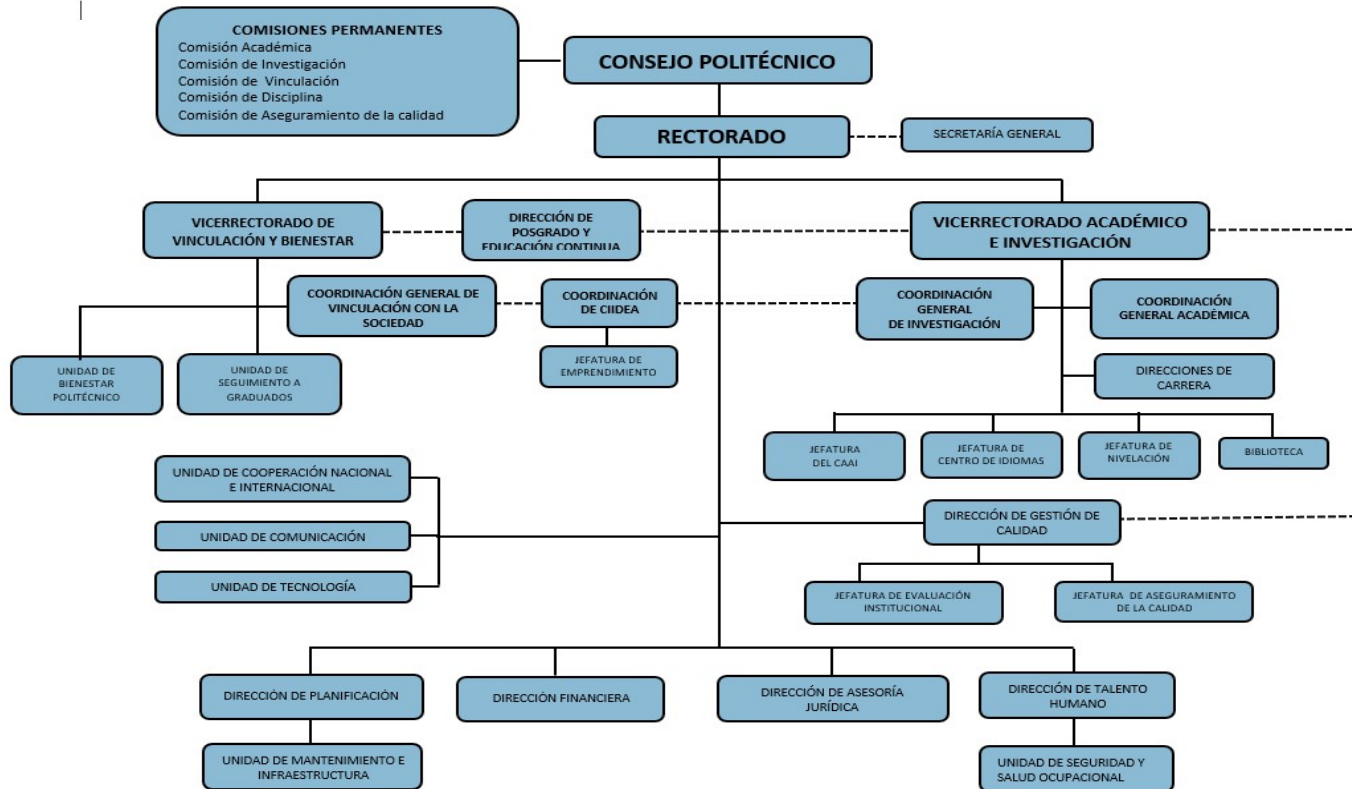 COMISIONES PERMANENTES
Comisión Académica
Comisión de Investigación
Comisión de Vinculación
Comisión de Disciplina
Comisión de Aseguramiento de la calidad
CONSEJO POLITÉCNICO
RECTORADO
SECRETARÍA GENERAL
VICERRECTORADO DE
VINCULACIÓN Y BIENESTAR
DIRECCIÓN DE
POSGRADO Y
EDUCACIÓN CONTINUA
VICERRECTORADO ACADÉMICO
E INVESTIGACIÓN
COORDINACIÓN GENERAL DE
VINCULACIÓN CON LA
SOCIEDAD
COORDINACIÓN
DE CIIDEA
COORDINACIÓN
GENERAL
DE INVESTIGACIÓN
COORDINACIÓN
GENERAL ACADÉMICA
UNIDAD DE
BIENESTAR
POLITÉCNICO
UNIDAD DE
SEGUIMIENTO A
GRADUADOS
JEFATURA DE
EMPRENDIMIENTO
DIRECCIONES DE
CARRERA
JEFATURA
DEL CAAI
JEFATURA DE
CENTRO DE IDIOMAS
JEFATURA DE
NIVELACIÓN
BIBLIOTECA
UNIDAD DE COOPERACIÓN NACIONAL
E INTERNACIONAL
UNIDAD DE COMUNICACIÓN
UNIDAD DE TECNOLOGÍA
DIRECCIÓN DE GESTIÓN DE
CALIDAD
JEFATURA DE EVALUACIÓN
INSTITUCIONAL
JEFATURA DE ASEGURAMIENTO
DE LA CALIDAD
DIRECCIÓN DE PLANIFICACIÓN
DIRECCIÓN FINANCIERA
DIRECCIÓN DE ASESORÍA
JURÍDICA
DIRECCIÓN DE TALENTO
HUMANO
UNIDAD DE MANTENIMIENTO E
INFRAESTRUCTURA
UNIDAD DE SEGURIDAD Y
SALUD OCUPACIONAL